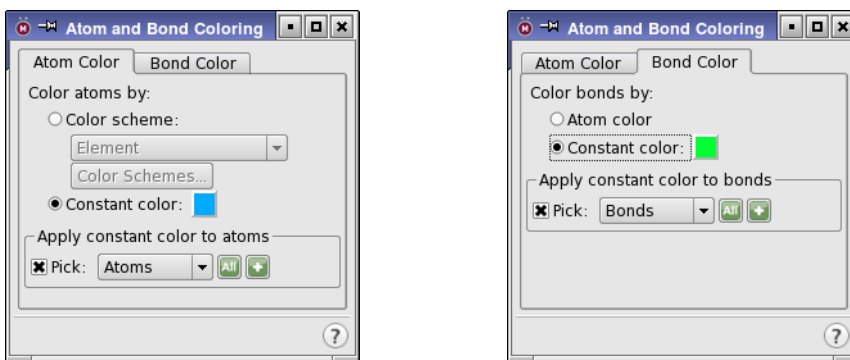 Atom and Bond Coloring
Atom Color Bond Color
Color atoms by:
Color scheme:
Element
Color Schemes...
Constant color:
Apply constant color to atoms
Pick: Atoms All +
?
Atom and Bond Coloring
Atom Color Bond Color
Color bonds by:
Atom color
Constant color:
Apply constant color to bonds
Pick: Bonds All +
?